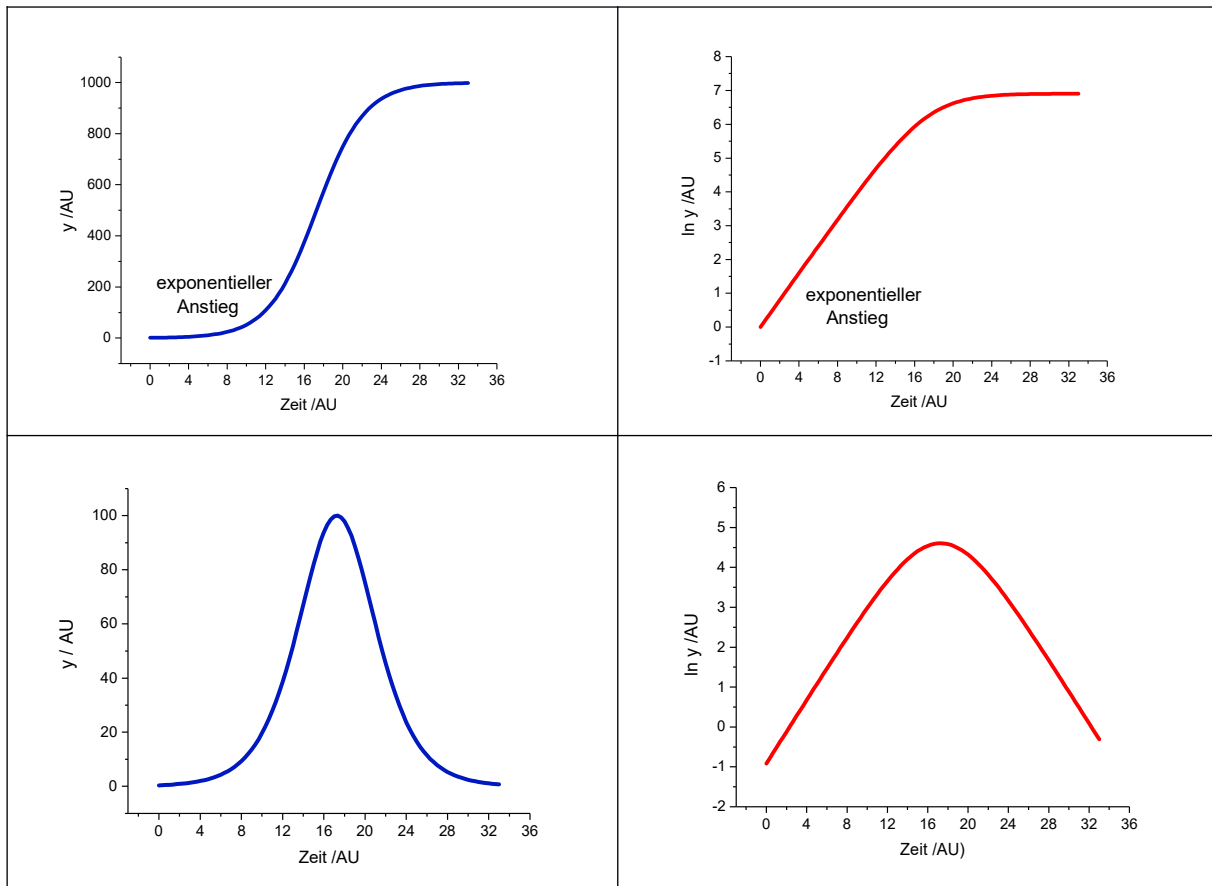 1000
800
600
400
200
0
y /AU
exponentieller
Anstieg
0 4 8 12 16 20 24 28 32 36
Zeit /AU
8
7
6
5
4
3
2
1
0
-1
ln y /AU
exponentieller
Anstieg
0 4 8 12 16 20 24 28 32 36
Zeit /AU
100
80
60
40
20
0
y / AU
0 4 8 12 16 20 24 28 32 36
Zeit /AU
6
5
4
3
2
1
0
-1
-2
ln y /AU
0 4 8 12 16 20 24 28 32 36
Zeit /AU)